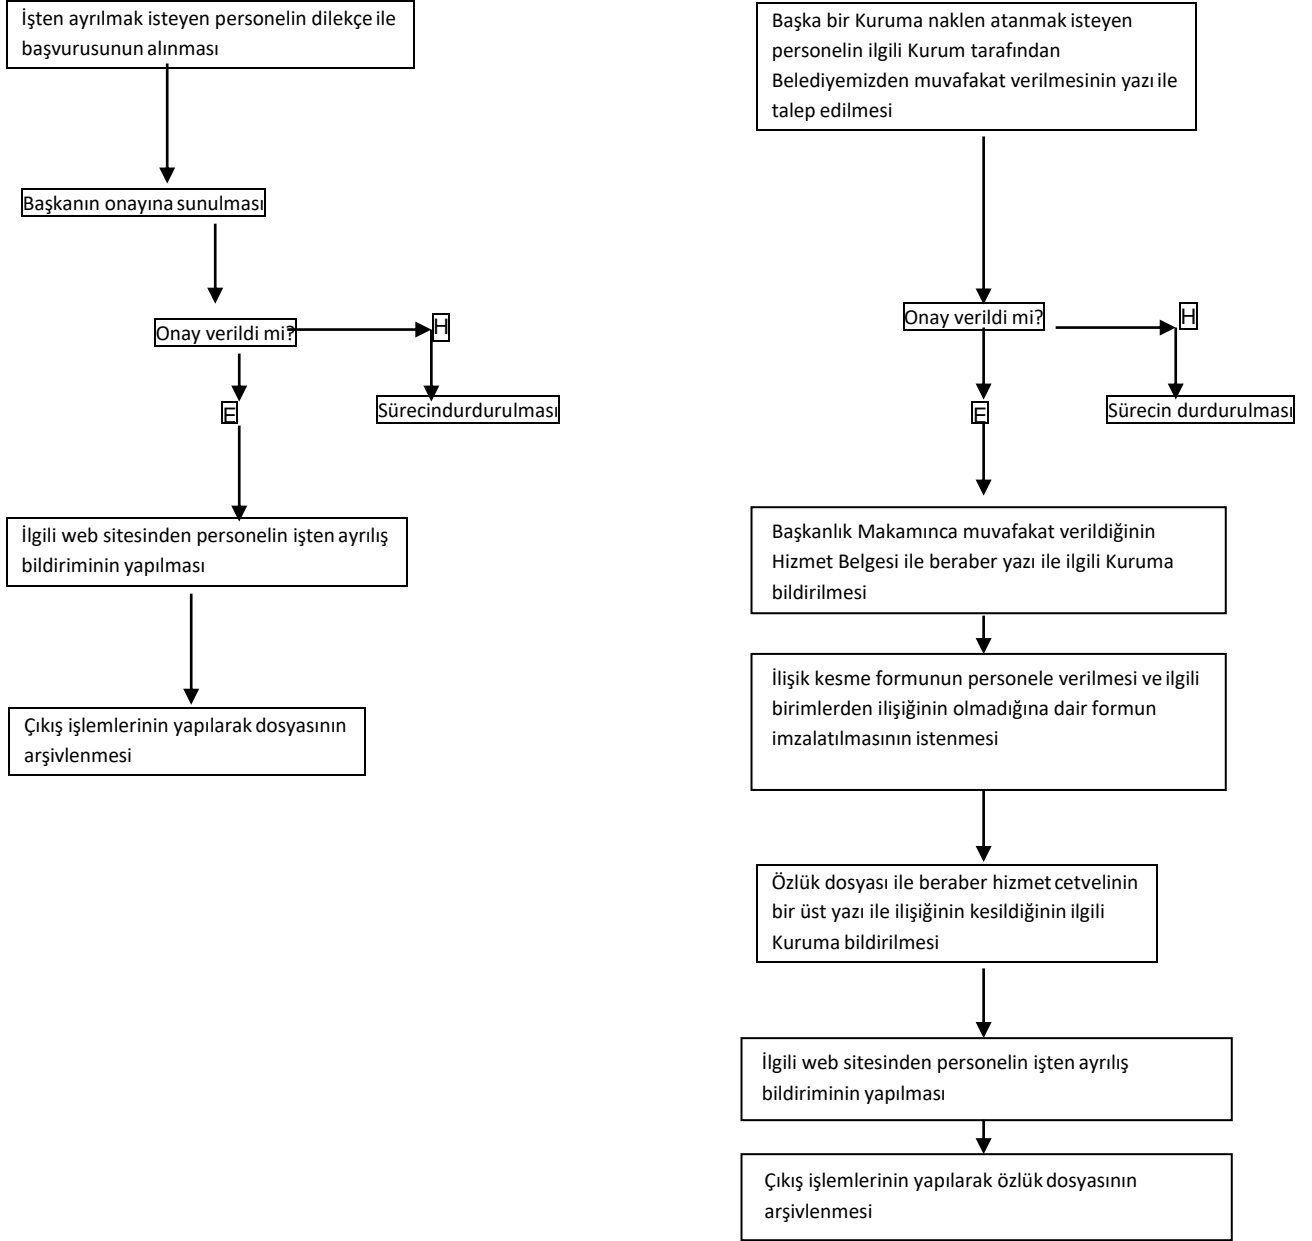 İşten ayrılmak isteyen personelin dilekçe ile
başvurusunun alınması
Başkanın onayına sunulması
Onay verildi mi?
H
E
Sürecindurdurulması
İlgili web sitesinden personelin işten ayrılış
bildiriminin yapılması
Çıkış işlemlerinin yapılarak dosyasının
arşivlenmesi
Başka bir Kuruma naklen atanmak isteyen
personelin ilgili Kurum tarafından
Belediyemizden muvafakat verilmesinin yazı ile
talep edilmesi
Onay verildi mi?
H
E
Sürecin durdurulması
Başkanlık Makamınca muvafakat verildiğinin
Hizmet Belgesi ile beraber yazı ile ilgili Kuruma
bildirilmesi
İlişik kesme formunun personele verilmesi ve ilgili
birimlerden ilişiğinin olmadığına dair formun
imzalatılmasının istenmesi
Özlük dosyası ile beraber hizmet cetvelinin
bir üst yazı ile ilişiğinin kesildiğinin ilgili
Kuruma bildirilmesi
İlgili web sitesinden personelin işten ayrılış
bildiriminin yapılması
Çıkış işlemlerinin yapılarak özlük dosyasının
arşivlenmesi